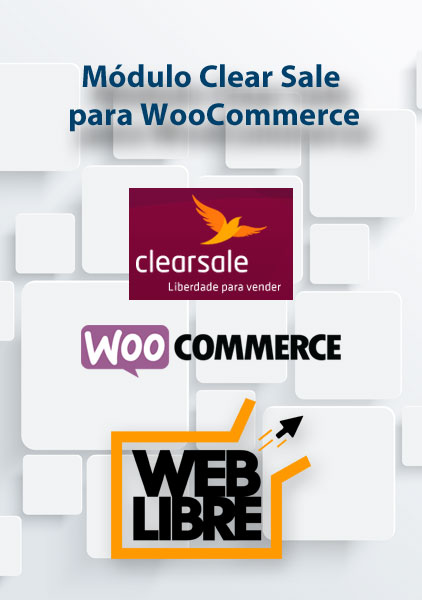 Módulo Clear Sale
para WooCommerce
clearsale
Liberdade para vender
WOO COMMERCE
WEB
LIBRE